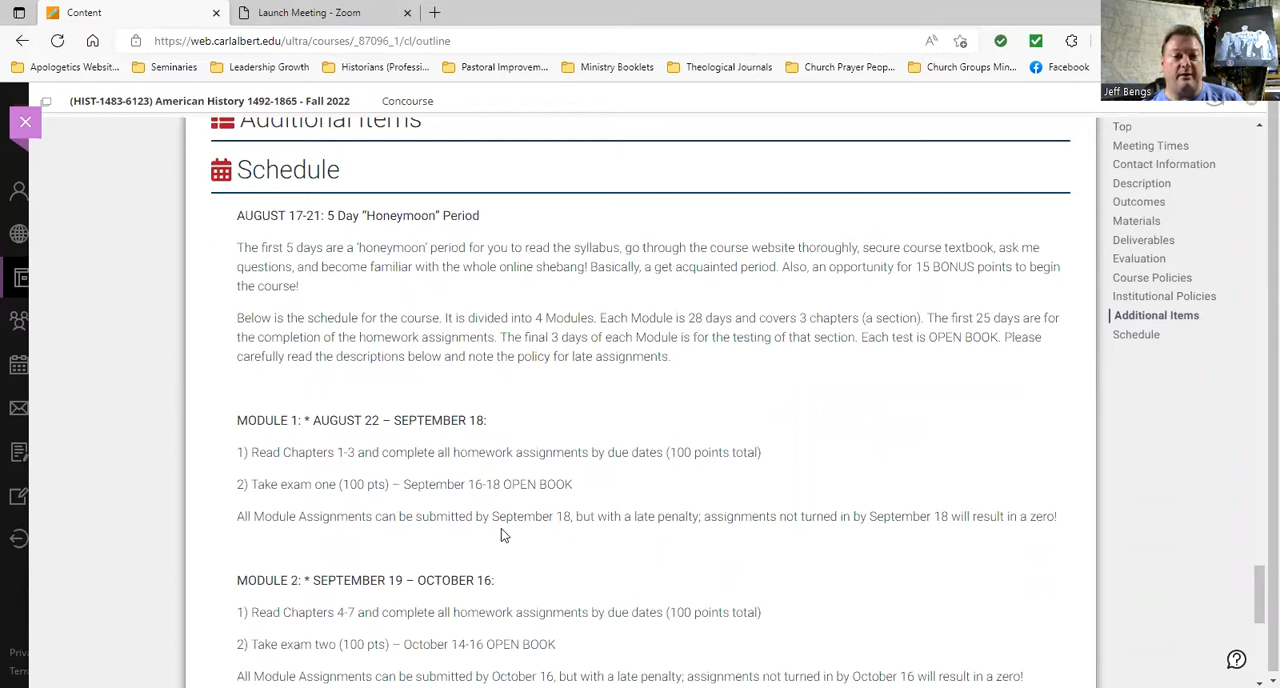 Content
Launch Meeting - Zoom
https://web.carlalbert.edu/ultra/courses/_87096_1/cl/outline
Apologetics Websit...
Seminaries
Leadership Growth
Historians (Professi...
Ministry Booklets
Theological Journals
Church Prayer Peop...
Church Groups Min...
Facebook
Jeff Bengs
(HIST-1483-6123) American History 1492-1865 - Fall 2022
Concourse
Additional Items
Schedule
AUGUST 17-21: 5 Day “Honeymoon” Period
The first 5 days are a ‘honeymoon’ period for you to read the syllabus, go through the course website thoroughly, secure course textbook, ask me
questions, and become familiar with the whole online shebang! Basically, a get acquainted period. Also, an opportunity for 15 BONUS points to begin
the course!
Below is the schedule for the course. It is divided into 4 Modules. Each Module is 28 days and covers 3 chapters (a section). The first 25 days are for
the completion of the homework assignments. The final 3 days of each Module is for the testing of that section. Each test is OPEN BOOK. Please
carefully read the descriptions below and note the policy for late assignments.
MODULE 1: * AUGUST 22 – SEPTEMBER 18:
1) Read Chapters 1-3 and complete all homework assignments by due dates (100 points total)
2) Take exam one (100 pts) – September 16-18 OPEN BOOK
All Module Assignments can be submitted by September 18, but with a late penalty; assignments not turned in by September 18 will result in a zero!
MODULE 2: * SEPTEMBER 19 – OCTOBER 16:
1) Read Chapters 4-7 and complete all homework assignments by due dates (100 points total)
2) Take exam two (100 pts) – October 14-16 OPEN BOOK
All Module Assignments can be submitted by October 16, but with a late penalty; assignments not turned in by October 16 will result in a zero!
Top
Meeting Times
Contact Information
Description
Outcomes
Materials
Deliverables
Evaluation
Course Policies
Institutional Policies
Additional Items
Schedule
Priva
Term